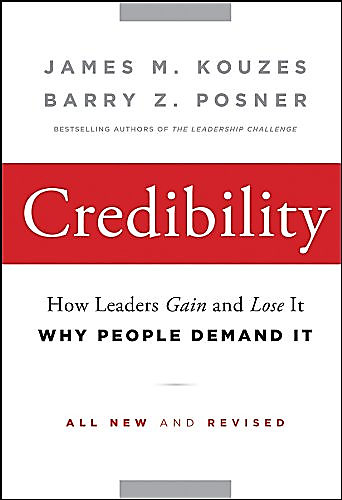 JAMES M. KOUZES
BARRY Z. POSNER
BESTSELLING AUTHORS OF THE LEADERSHIP CHALLENGE
Credibility
How Leaders Gain and Lose It
WHY PEOPLE DEMAND IT
ALL NEW AND REVISED